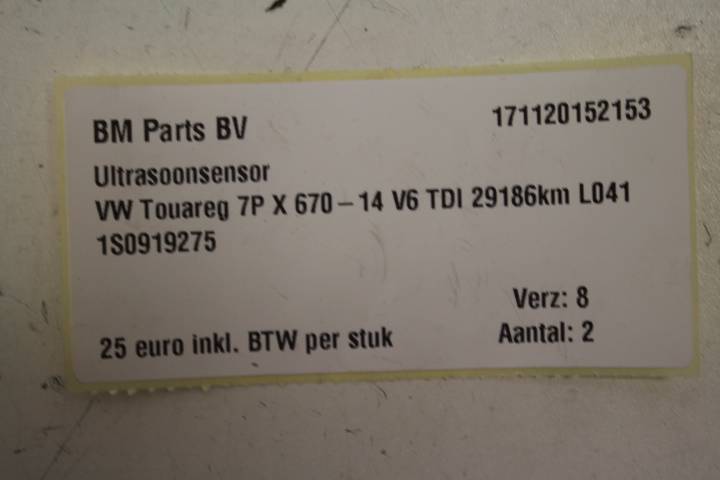 BM Parts BV 171120152153
Ultrasoonsensor
VW Touareg 7P X 670-14 V6 TDI 29186km L041
1S0919275
Verz: 8
25 euro inkl. BTW per stuk Aantal: 2